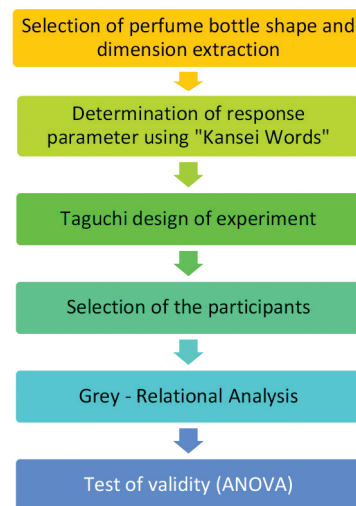 Selection of perfume bottle shape and
dimension extraction
Determination of response
parameter using "Kansei Words"
Taguchi design of experiment
Selection of the participants
Grey - Relational Analysis
Test of validity (ANOVA)